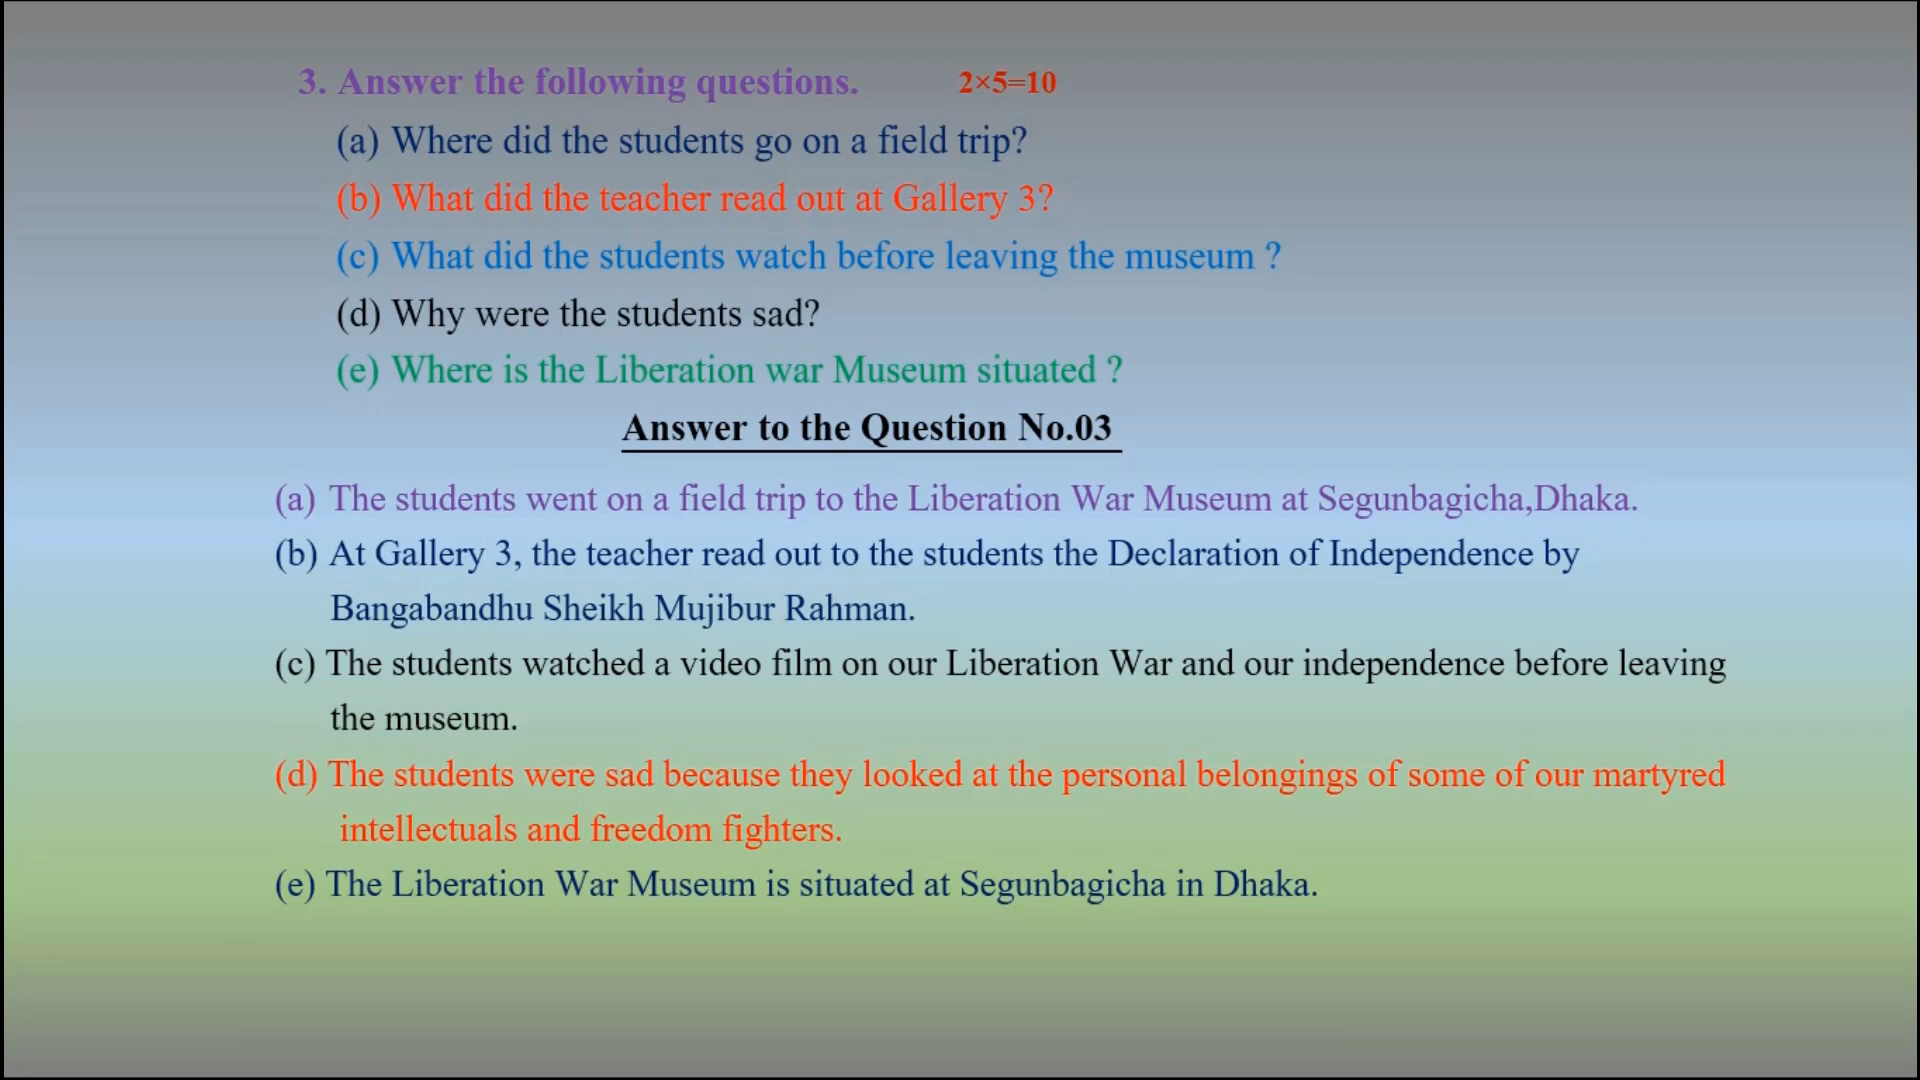 3. Answer the following questions. 2×5=10
(a) Where did the students go on a field trip?
(b) What did the teacher read out at Gallery 3?
(c) What did the students watch before leaving the museum ?
(d) Why were the students sad?
(e) Where is the Liberation war Museum situated ?
Answer to the Question No.03
(a) The students went on a field trip to the Liberation War Museum at Segunbagicha,Dhaka.
(b) At Gallery 3, the teacher read out to the students the Declaration of Independence by
Bangabandhu Sheikh Mujibur Rahman.
(c) The students watched a video film on our Liberation War and our independence before leaving
the museum.
(d) The students were sad because they looked at the personal belongings of some of our martyred
intellectuals and freedom fighters.
(e) The Liberation War Museum is situated at Segunbagicha in Dhaka.